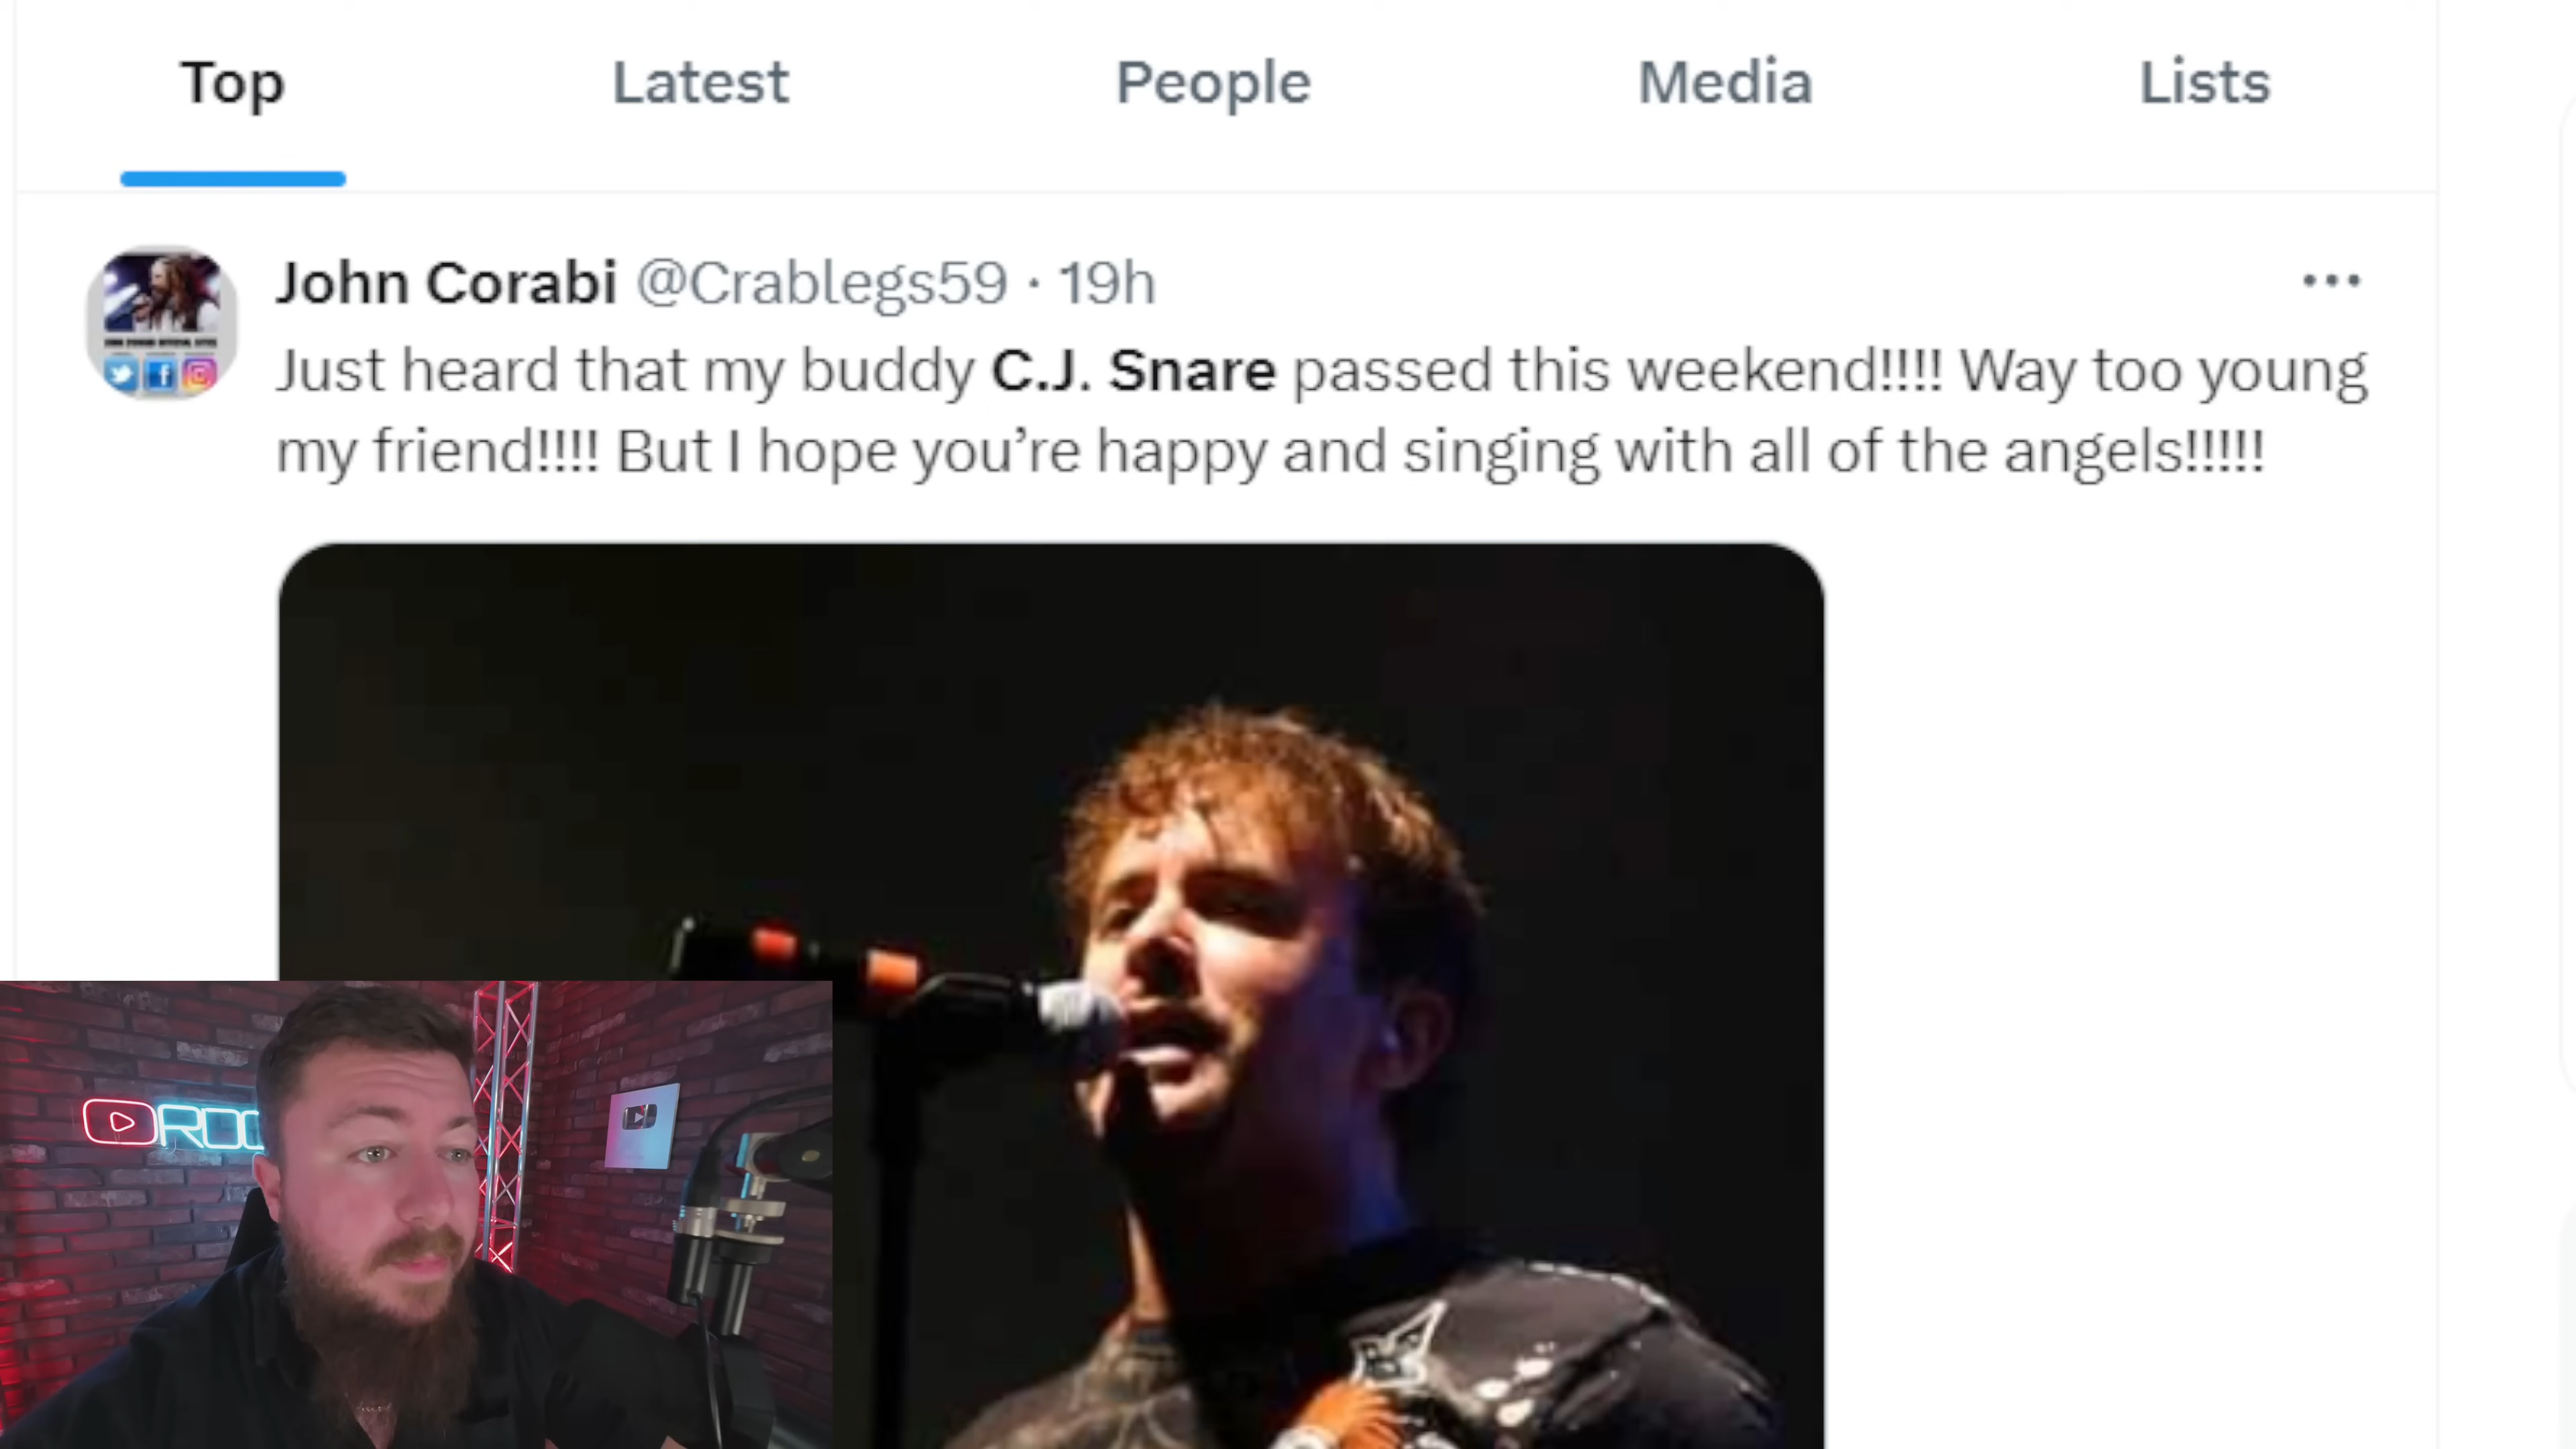 Top Latest People Media Lists
John Corabi @Crablegs59 · 19h
Just heard that my buddy C.J. Snare passed this weekend!!!! Way too young
my friend!!!! But I hope you’re happy and singing with all of the angels!!!!!